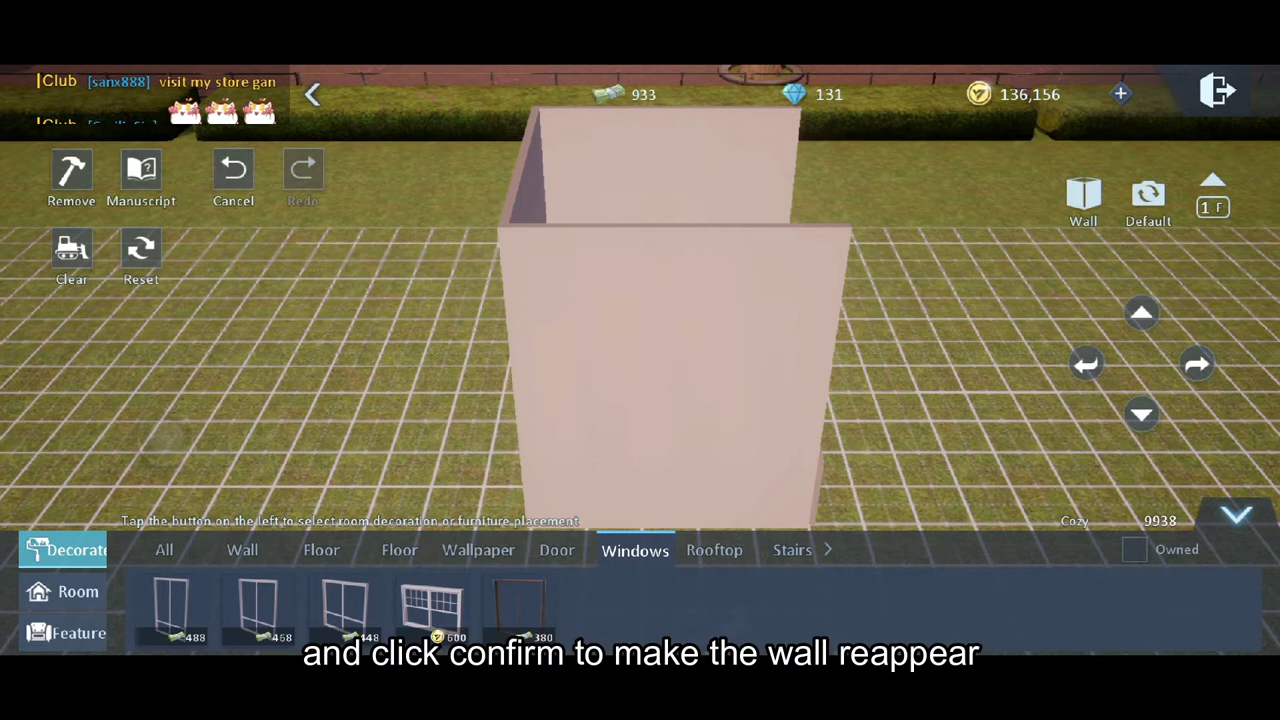 Club [sanx888] visit my store gan
933
131
136,156
Remove
Manuscript
Cancel
Redo
Wall
Default
1 F
Clear
Reset
Tap the button on the left to select room decoration or furniture placement
Cozy 9938
Decorate
All
Wall
Floor
Floor
Wallpaper
Door
Windows
Rooftop
Stairs
Owned
Room
Feature
488
468
448
600
380
and click confirm to make the wall reappear